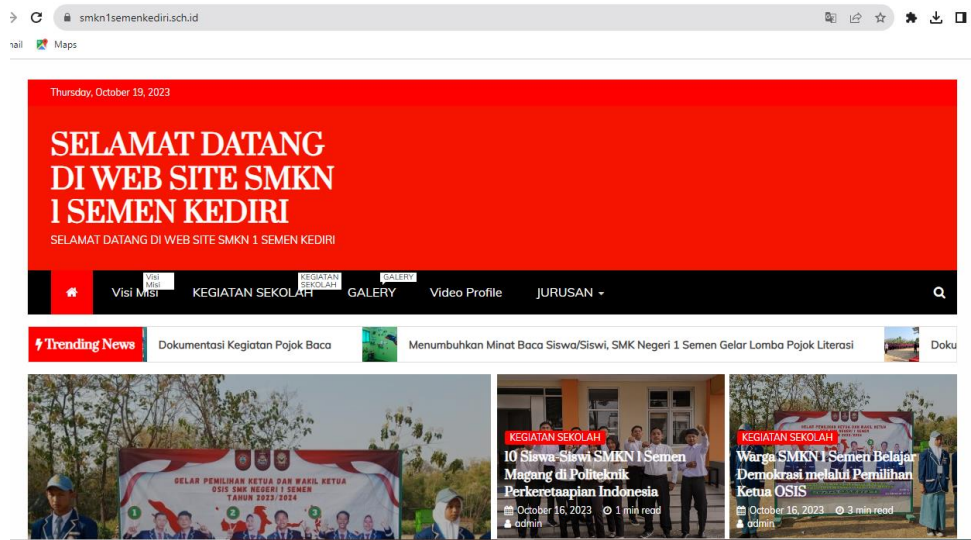 smkn1semenkediri.sch.id
Maps
Thursday, October 19, 2023
SELAMAT DATANG
DI WEB SITE SMKN
1 SEMEN KEDIRI
SELAMAT DATANG DI WEB SITE SMKN 1 SEMEN KEDIRI
Visi Misi
KEGIATAN SEKOLAH
GALERY
Visi Misi KEGIATAN SEKOLAH GALERY Video Profile JURUSAN
Trending News Dokumentasi Kegiatan Pojok Baca Menumbuhkan Minat Baca Siswa/Siswi, SMK Negeri 1 Semen Gelar Lomba Pojok Literasi Doku
GELAR PEMILIHAN KETUA DAN WAKIL KETUA
OSIS SMK NEGERI 1 SEMEN
TAHUN 2023/2024
1 2 3
KEGIATAN SEKOLAH
10 Siswa-Siswi SMKN 1 Semen
Magang di Politeknik
Perkeretaapian Indonesia
October 16, 2023 1 min read
admin
KEGIATAN SEKOLAH
Warga SMKN 1 Semen Belajar
Demokrasi melalui Pemilihan
Ketua OSIS
October 16, 2023 3 min read
admin